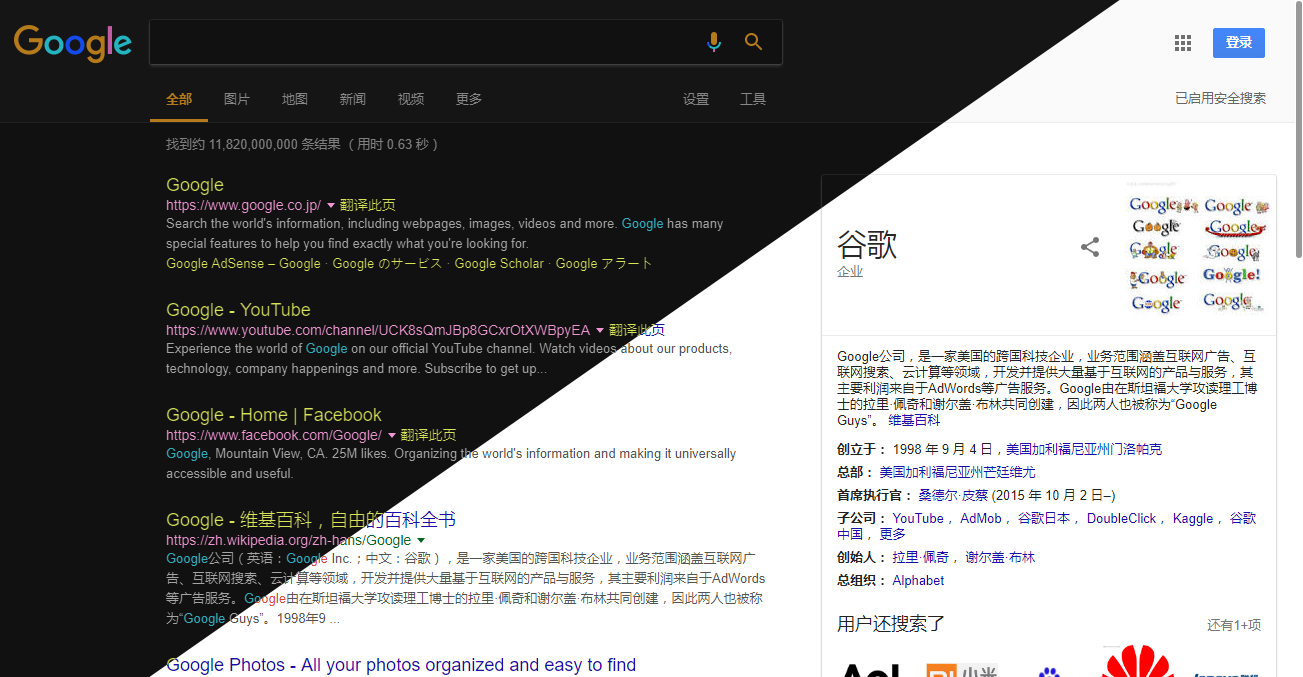 Google
登录
全部 图片 地图 新闻 视频 更多 设置 工具 已启用安全搜索
找到约 11,820,000,000 条结果 （用时 0.63 秒）
Google
https://www.google.co.jp/ 翻译此页
Search the world's information, including webpages, images, videos and more. Google has many
special features to help you find exactly what you're looking for.
Google AdSense – Google · Google のサービス · Google Scholar · Google アラート
Google - YouTube
https://www.youtube.com/channel/UCK8sQmJBp8GCxrOtXWBpyEA 翻译此页
Experience the world of Google on our official YouTube channel. Watch videos about our products,
technology, company happenings and more. Subscribe to get up...
Google - Home | Facebook
https://www.facebook.com/Google/ 翻译此页
Google, Mountain View, CA. 25M likes. Organizing the world's information and making it universally
accessible and useful.
Google - 维基百科，自由的百科全书
https://zh.wikipedia.org/zh-hans/Google
Google公司（英语：Google Inc.；中文：谷歌），是一家美国的跨国科技企业，业务范围涵盖互联网广
告、互联网搜索、云计算等领域，开发并提供大量基于互联网的产品与服务，其主要利润来自于AdWords
等广告服务。Google由在斯坦福大学攻读理工博士的拉里·佩奇和谢尔盖·布林共同创建，因此两人也被称
为“Google Guys”。1998年9 ...
Google Photos - All your photos organized and easy to find
谷歌
企业
Google Google
Google Google
Google Google
Google Google!
Google Google
Google公司，是一家美国的跨国科技企业，业务范围涵盖互联网广告、互
联网搜索、云计算等领域，开发并提供大量基于互联网的产品与服务，其
主要利润来自于AdWords等广告服务。Google由在斯坦福大学攻读理工博
士的拉里·佩奇和谢尔盖·布林共同创建，因此两人也被称为“Google
Guys”。 维基百科
创立于： 1998 年 9 月 4 日，美国加利福尼亚州门洛帕克
总部： 美国加利福尼亚州芒廷维尤
首席执行官： 桑德尔·皮蔡 (2015 年 10 月 2 日–)
子公司： YouTube， AdMob， 谷歌日本， DoubleClick， Kaggle， 谷歌
中国， 更多
创始人： 拉里·佩奇， 谢尔盖·布林
总组织： Alphabet
用户还搜索了 还有1+项
Aol 小米